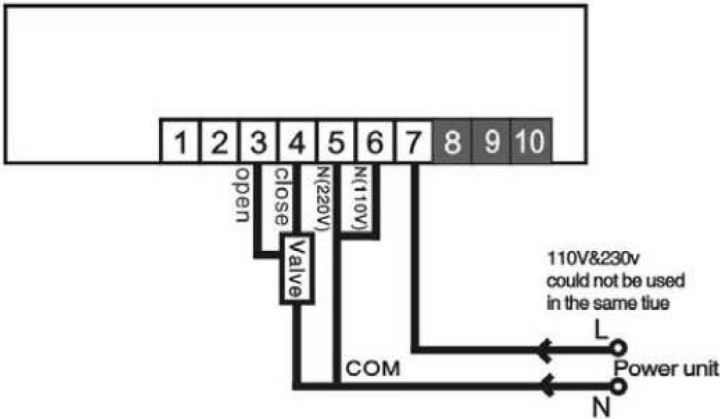 1 2 3 4 5 6 7 8 9 10
open
close
N(220V)
N(110V)
Valve
110V&230v
could not be used
in the same tiue
L
COM
Power unit
N